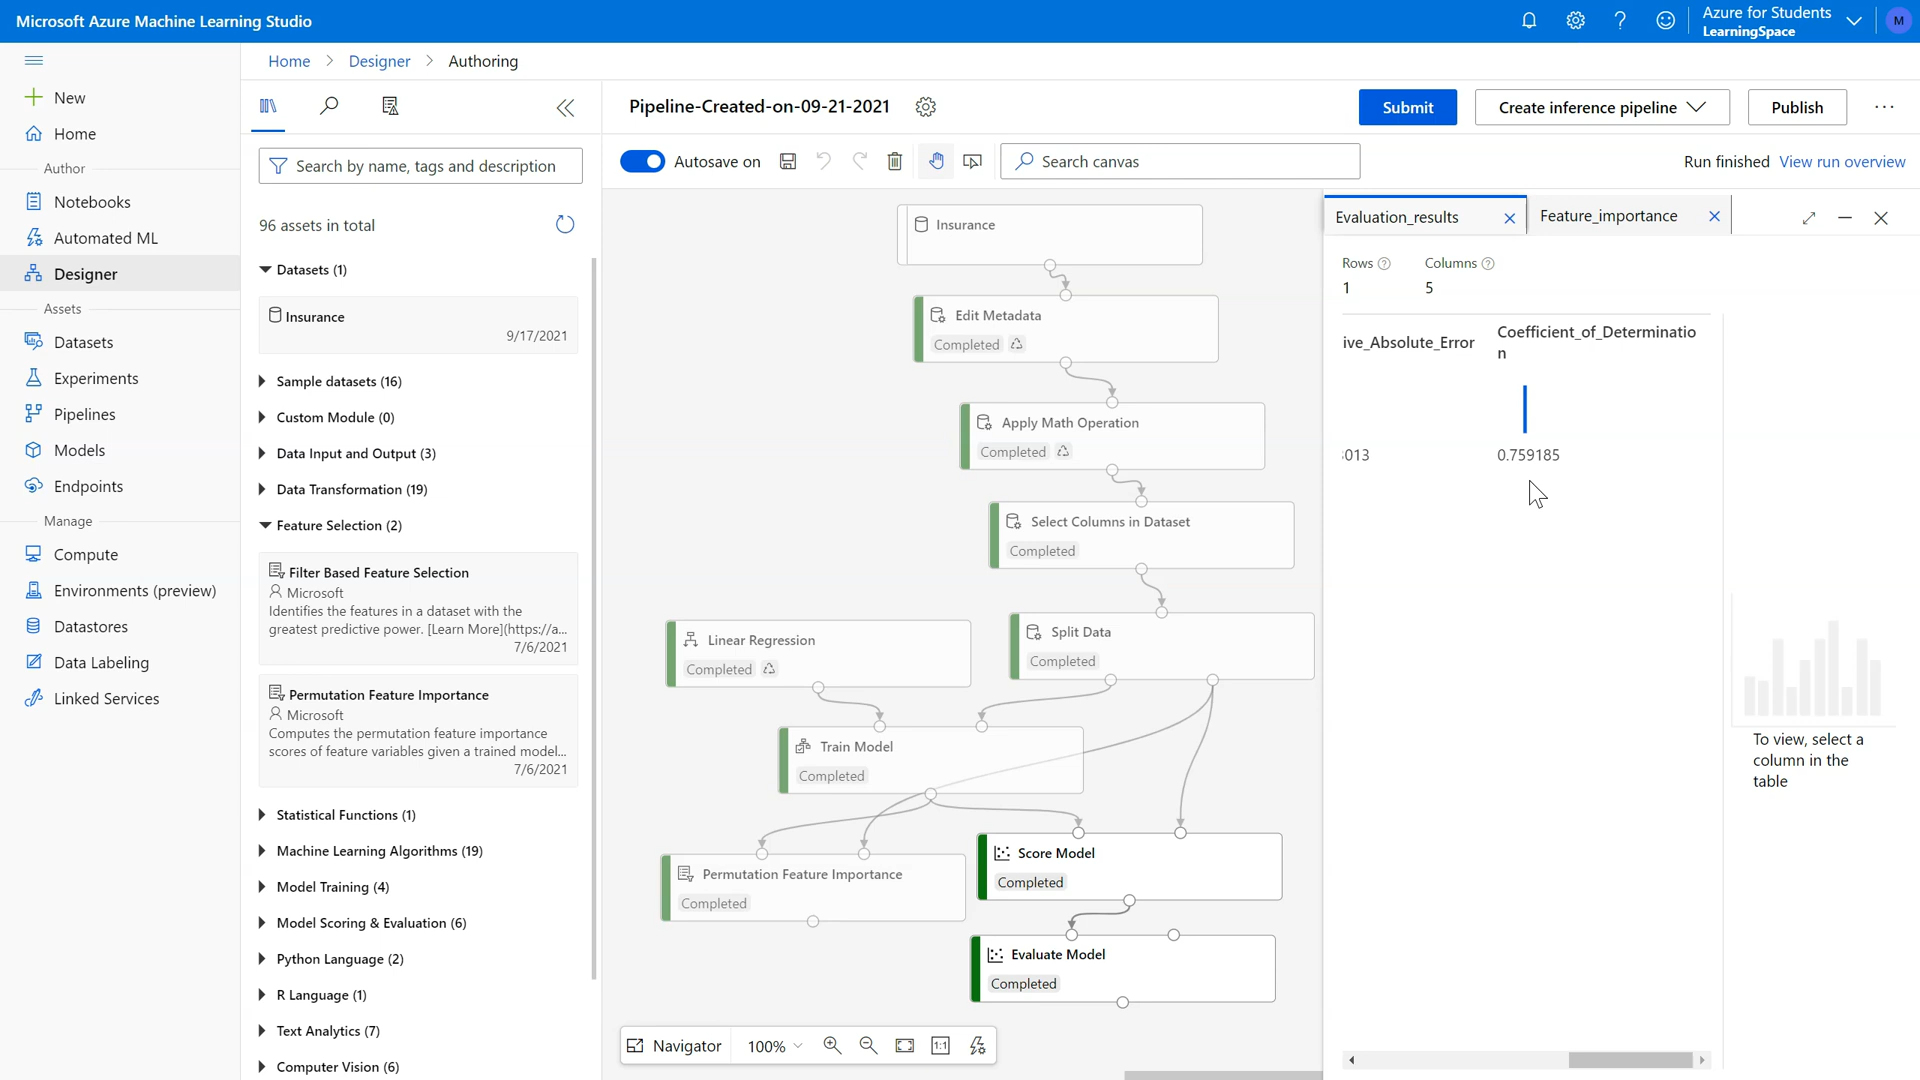 Microsoft Azure Machine Learning Studio
Azure for Students
LearningSpace
M
New
Home
Author
Notebooks
Automated ML
Designer
Assets
Datasets
Experiments
Pipelines
Models
Endpoints
Manage
Compute
Environments (preview)
Datastores
Data Labeling
Linked Services
Home > Designer > Authoring
Search by name, tags and description
96 assets in total
Datasets (1)
Insurance
9/17/2021
Sample datasets (16)
Custom Module (0)
Data Input and Output (3)
Data Transformation (19)
Feature Selection (2)
Filter Based Feature Selection
Microsoft
Identifies the features in a dataset with the
greatest predictive power. [Learn More](https://a...
7/6/2021
Permutation Feature Importance
Microsoft
Computes the permutation feature importance
scores of feature variables given a trained model...
7/6/2021
Statistical Functions (1)
Machine Learning Algorithms (19)
Model Training (4)
Model Scoring & Evaluation (6)
Python Language (2)
R Language (1)
Text Analytics (7)
Computer Vision (6)
Pipeline-Created-on-09-21-2021
Submit
Create inference pipeline
Publish
Autosave on
Search canvas
Run finished View run overview
Insurance
Edit Metadata
Completed
Apply Math Operation
Completed
Select Columns in Dataset
Completed
Linear Regression
Completed
Split Data
Completed
Train Model
Completed
Permutation Feature Importance
Completed
Score Model
Completed
Evaluate Model
Completed
Navigator
100%
1:1
Evaluation_results
Feature_importance
Rows Columns
1 5
ive_Absolute_Error
Coefficient_of_Determinatio
n
013
0.759185
To view, select a
column in the
table